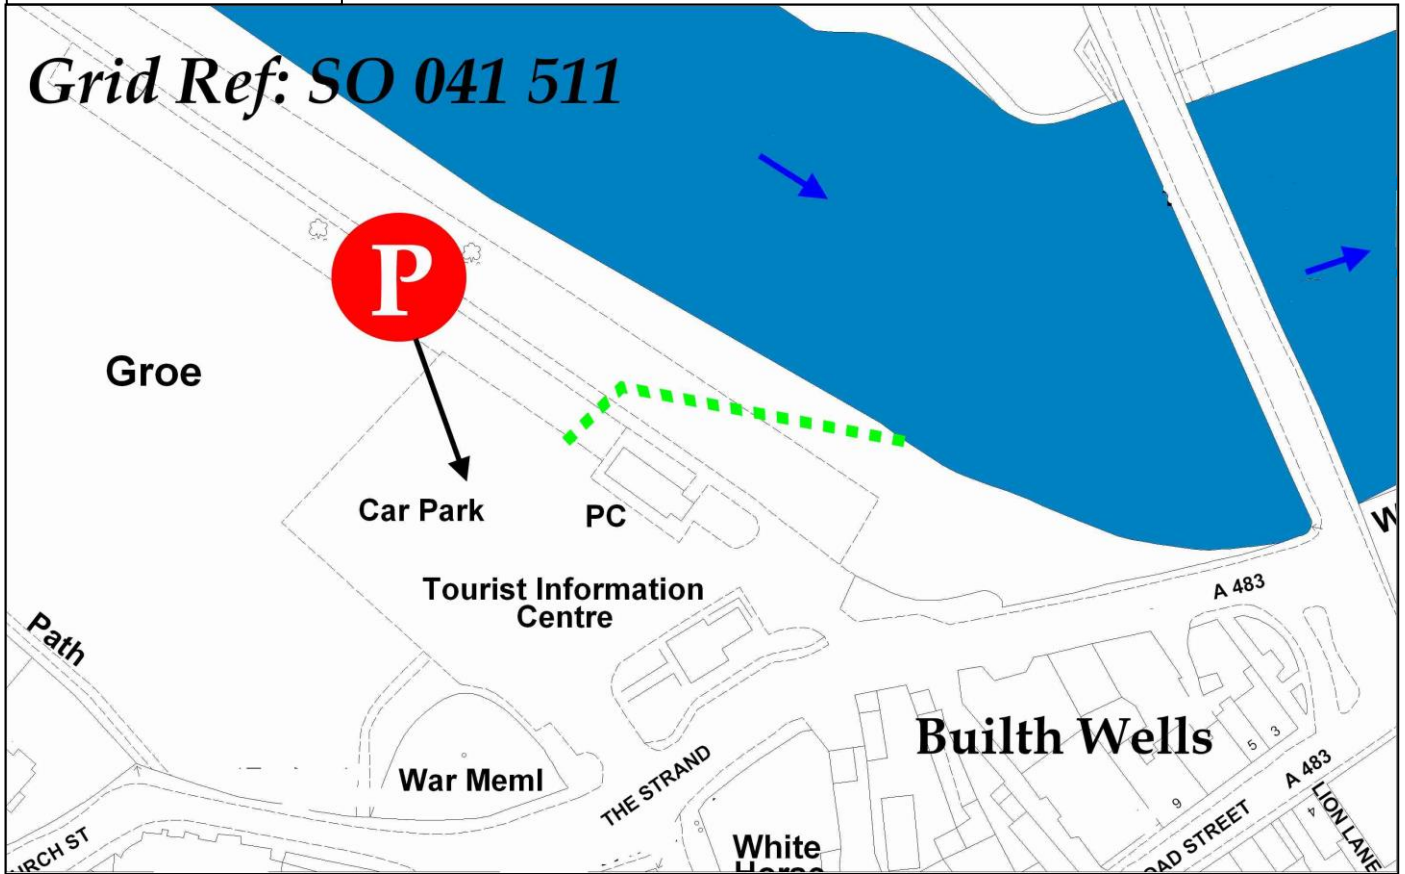 Grid Ref: SO 041 511
P
Groe
Car Park
PC
Tourist Information
Centre
A 483
Path
Builth Wells
War Meml
THE STRAND
5
3
9
A 483
LION LANE
4
White